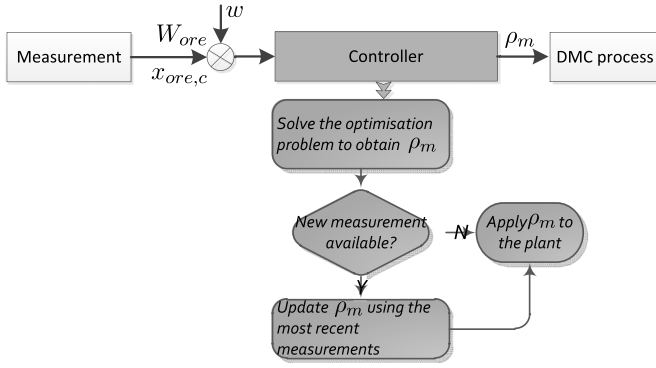 w
W_ore
Measurement
x_ore,c
Controller
ρ_m
DMC process
Solve the optimisation
problem to obtain ρ_m
New measurement
available?
N
Apply ρ_m to
the plant
Y
Update ρ_m using the
most recent
measurements